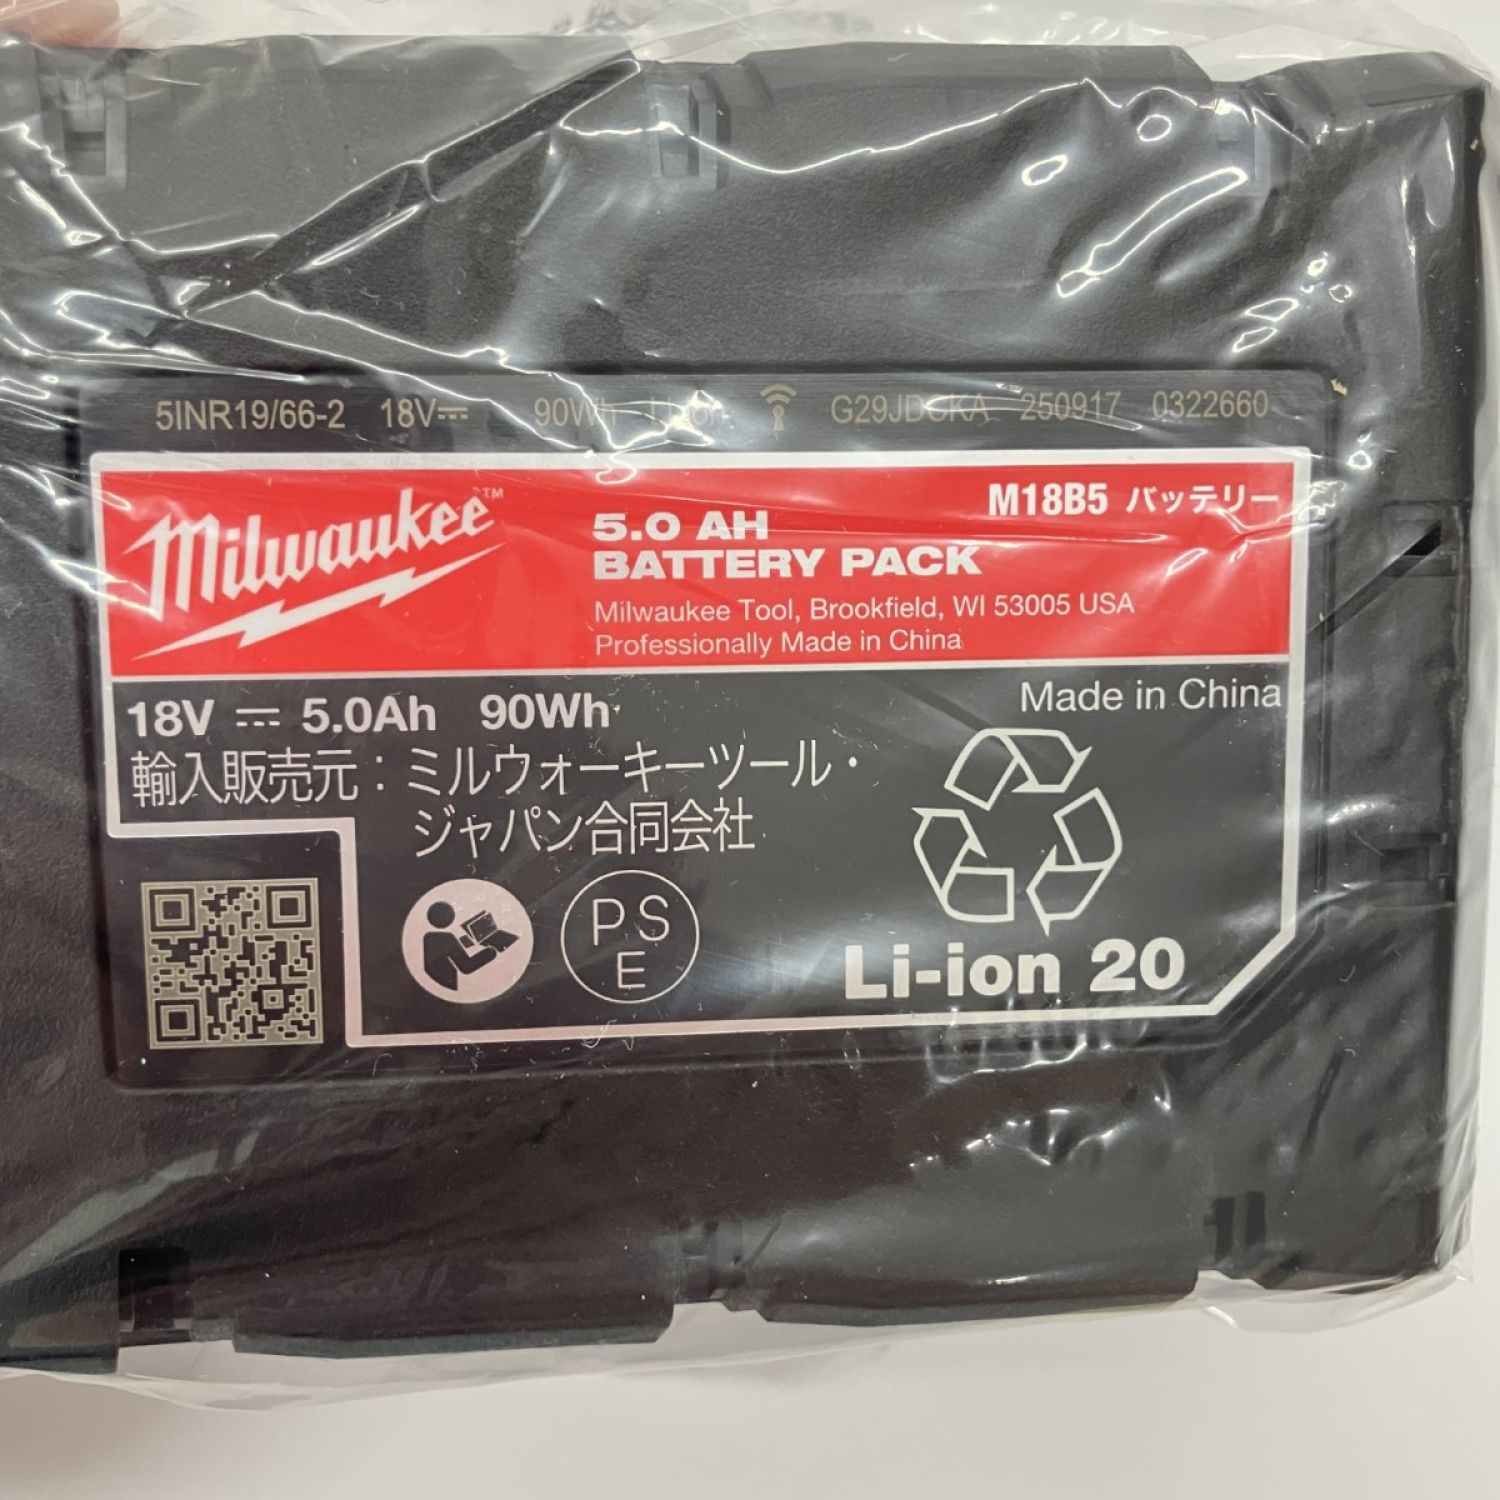 5INR19/66-2 18V 90Wh Li-ion G29JDCKA 250917 0322660
Milwaukee™
M18B5 バッテリー
5.0 AH
BATTERY PACK
Milwaukee Tool, Brookfield, WI 53005 USA
Professionally Made in China
Made in China
18V 5.0Ah 90Wh
輸入販売元：ミルウォーキーツール・
ジャパン合同会社
PS
E
Li-ion 20